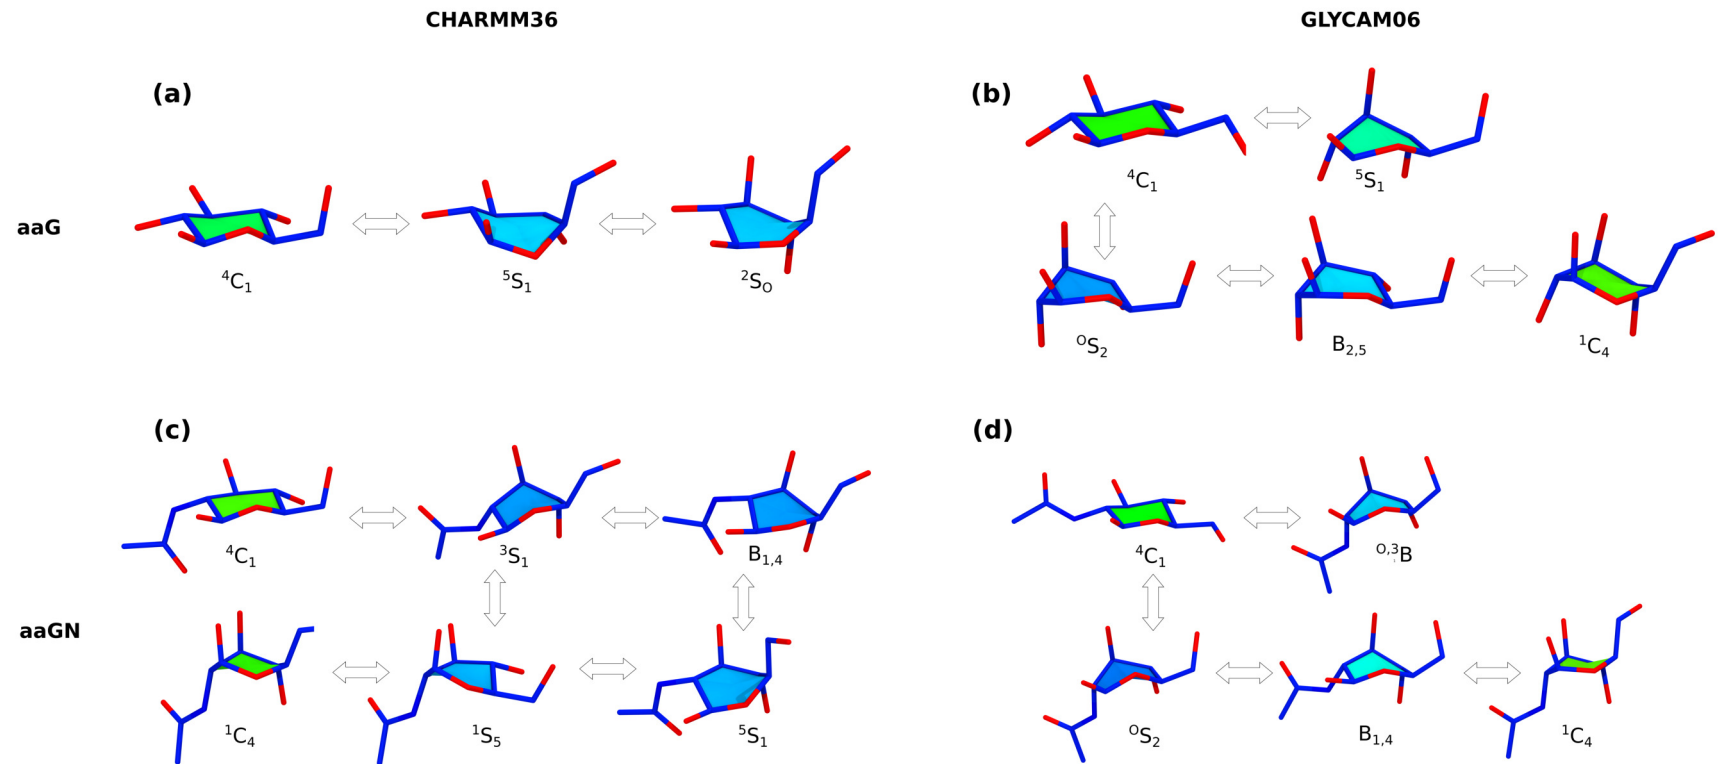 CHARMM36 GLYCAM06
(a) (b)
⁴C₁ ⁵S₁
aaG
⁴C₁ ⁵S₁ ²Sₒ
ᴼS₂ B₂,₅ ¹C₄
(c) (d)
⁴C₁ ³S₁ B₁,₄ ⁴C₁ ᴼ,³B
aaGN
¹C₄ ¹S₅ ⁵S₁ ᴼS₂ B₁,₄ ¹C₄